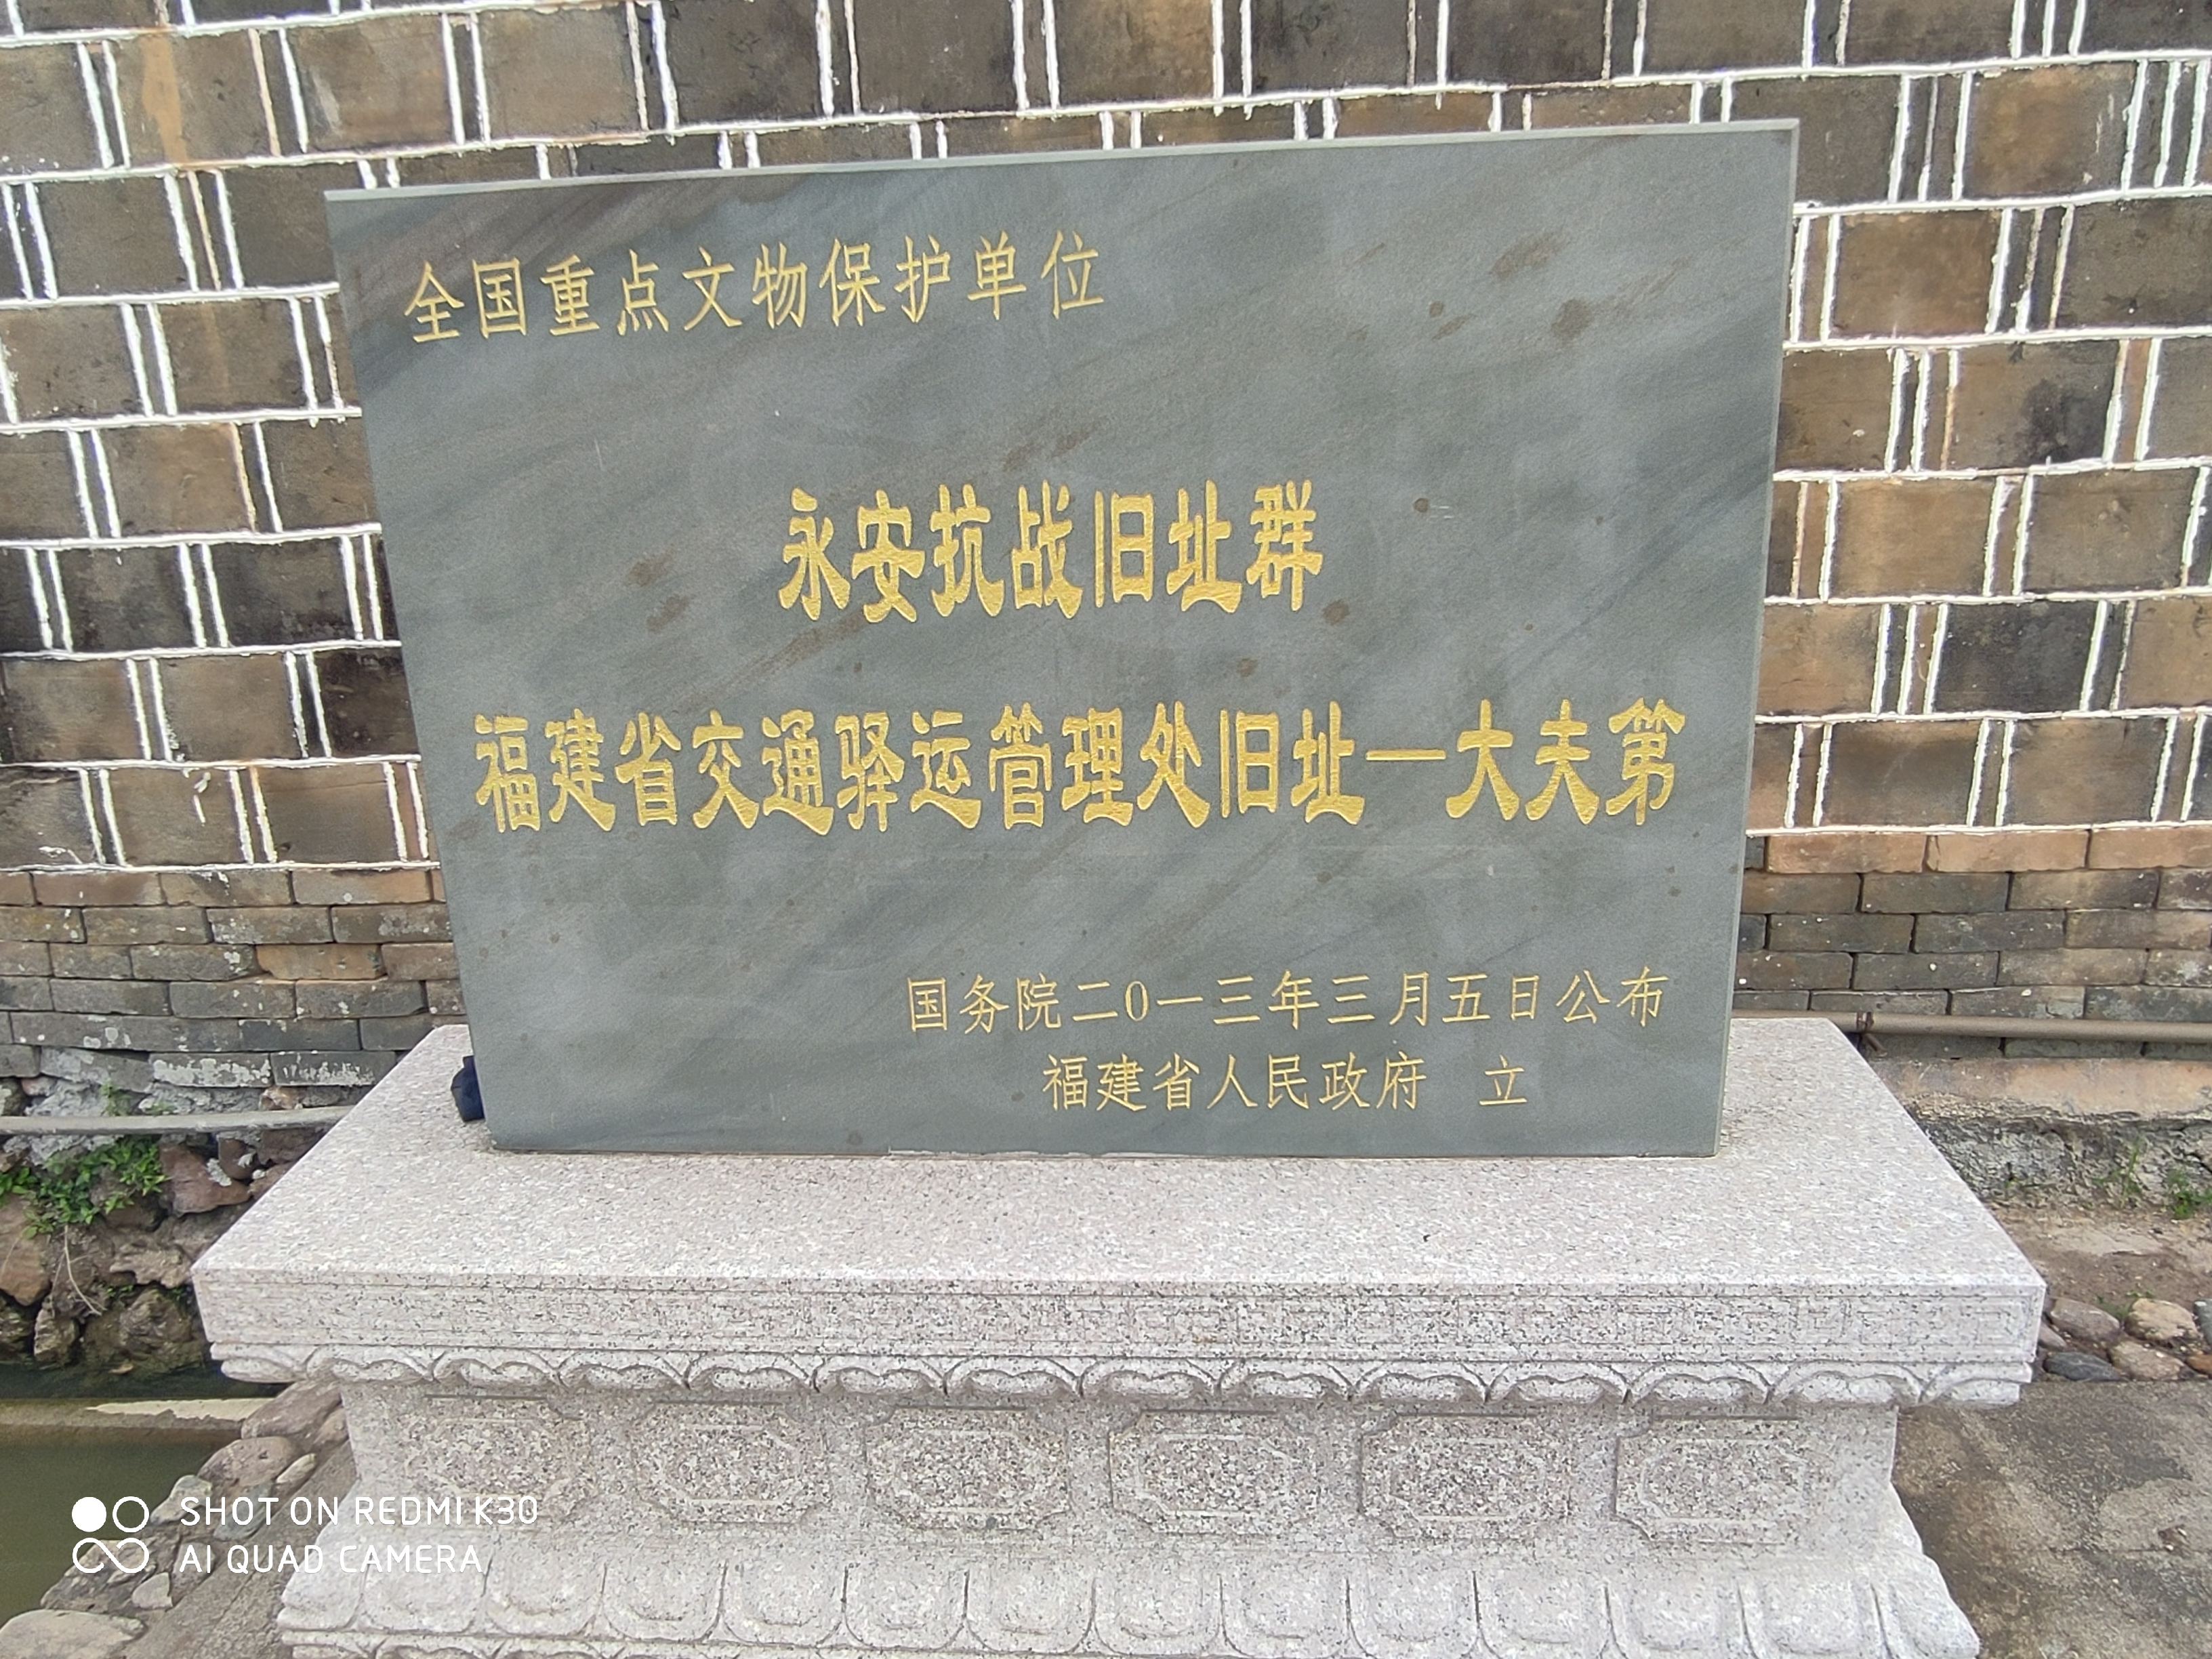 全国重点文物保护单位
永安抗战旧址群
福建省交通驿运管理处旧址—大夫第
国务院二0一三年三月五日公布
福建省人民政府　立
SHOT ON REDMI K30
AI QUAD CAMERA